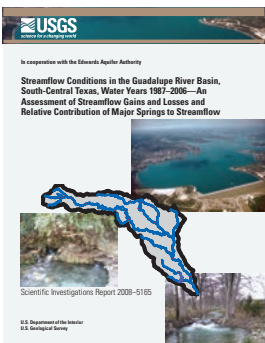 USGS
science for a changing world
In cooperation with the Edwards Aquifer Authority
Streamflow Conditions in the Guadalupe River Basin,
South-Central Texas, Water Years 1987–2006—An
Assessment of Streamflow Gains and Losses and
Relative Contribution of Major Springs to Streamflow
Scientific Investigations Report 2008–5165
U.S. Department of the Interior
U.S. Geological Survey